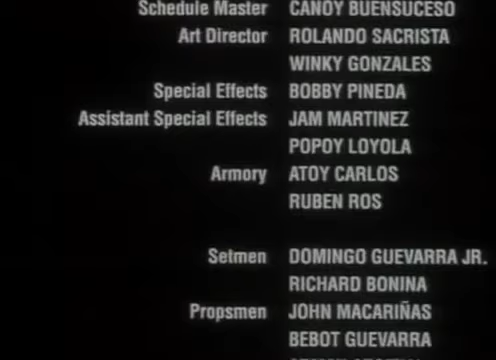 Schedule Master CANOY BUENSUCESO
Art Director ROLANDO SACRISTA
WINKY GONZALES
Special Effects BOBBY PINEDA
Assistant Special Effects JAM MARTINEZ
POPOY LOYOLA
Armory ATOY CARLOS
RUBEN ROS
Setmen DOMINGO GUEVARRA JR.
RICHARD BONINA
Propsmen JOHN MACARIÑAS
BEBOT GUEVARRA